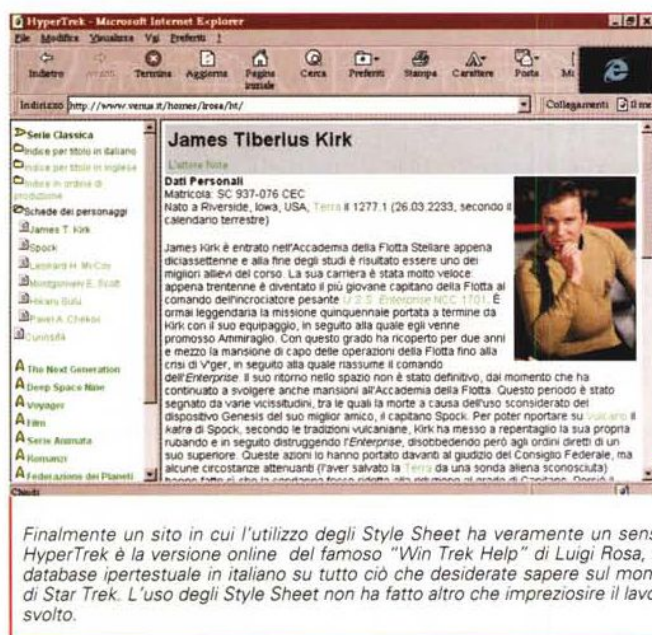 HyperTrek - Microsoft Internet Explorer
File Modifica Visualizza Vai Preferiti ?
Indietro Avanti Termina Aggiorna Pagina iniziale Cerca Preferiti Stampa Carattere Posta
Indirizzo http://www.venus.it/homes/lrosa/ht/ Collegamenti
Serie Classica
Indice per titolo in italiano
Indice per titolo in inglese
Indice in ordine di
produzione
Schede dei personaggi
James T. Kirk
Spock
Leonard H. McCoy
Montgomery E. Scott
Hikaru Sulu
Pavel A. Chekov
Curiosità
The Next Generation
Deep Space Nine
Voyager
Film
Serie Animata
Romanzi
Federazione dei Pianeti
James Tiberius Kirk
L'attore Note
Dati Personali
Matricola: SC 937-076 CEC
Nato a Riverside, Iowa, USA, Terra il 1277.1 (26.03.2233, secondo il
calendario terrestre)
James Kirk è entrato nell'Accademia della Flotta Stellare appena
diciassettenne e alla fine degli studi è risultato essere uno dei
migliori allievi del corso. La sua carriera è stata molto veloce:
appena trentenne è diventato il più giovane capitano della Flotta al
comando dell'incrociatore pesante U.S.S. Enterprise NCC 1701. È
ormai leggendaria la missione quinquennale portata a termine da
Kirk con il suo equipaggio, in seguito alla quale egli venne
promosso Ammiraglio. Con questo grado ha ricoperto per due anni
e mezzo la mansione di capo delle operazioni della Flotta fino alla
crisi di V'ger, in seguito alla quale riassume il comando
dell'Enterprise. Il suo ritorno nello spazio non è stato definitivo, dal momento che ha
continuato a svolgere anche mansioni all'Accademia della Flotta. Questo periodo è stato
segnato da varie vicissitudini, tra le quali la morte a causa dell'uso sconsiderato del
dispositivo Genesis del suo miglior amico, il capitano Spock. Per poter riportare su Vulcano il
katra di Spock, secondo le tradizioni vulcaniane, Kirk ha messo a repentaglio la sua propria
rubando e in seguito distruggendo l'Enterprise, disobbedendo però agli ordini diretti di un
suo superiore. Queste azioni lo hanno portato davanti al giudizio del Consiglio Federale, ma
alcune circostanze attenuanti (l'aver salvato la Terra da una sonda aliena sconosciuta)
hanno fatto sì che la condanna fosse ridotta alla riduzione al grado di Capitano.
Chiudi
Finalmente un sito in cui l'utilizzo degli Style Sheet ha veramente un sens
HyperTrek è la versione online del famoso "Win Trek Help" di Luigi Rosa,
database ipertestuale in italiano su tutto ciò che desiderate sapere sul mon
di Star Trek. L'uso degli Style Sheet non ha fatto altro che impreziosire il lavo
svolto.